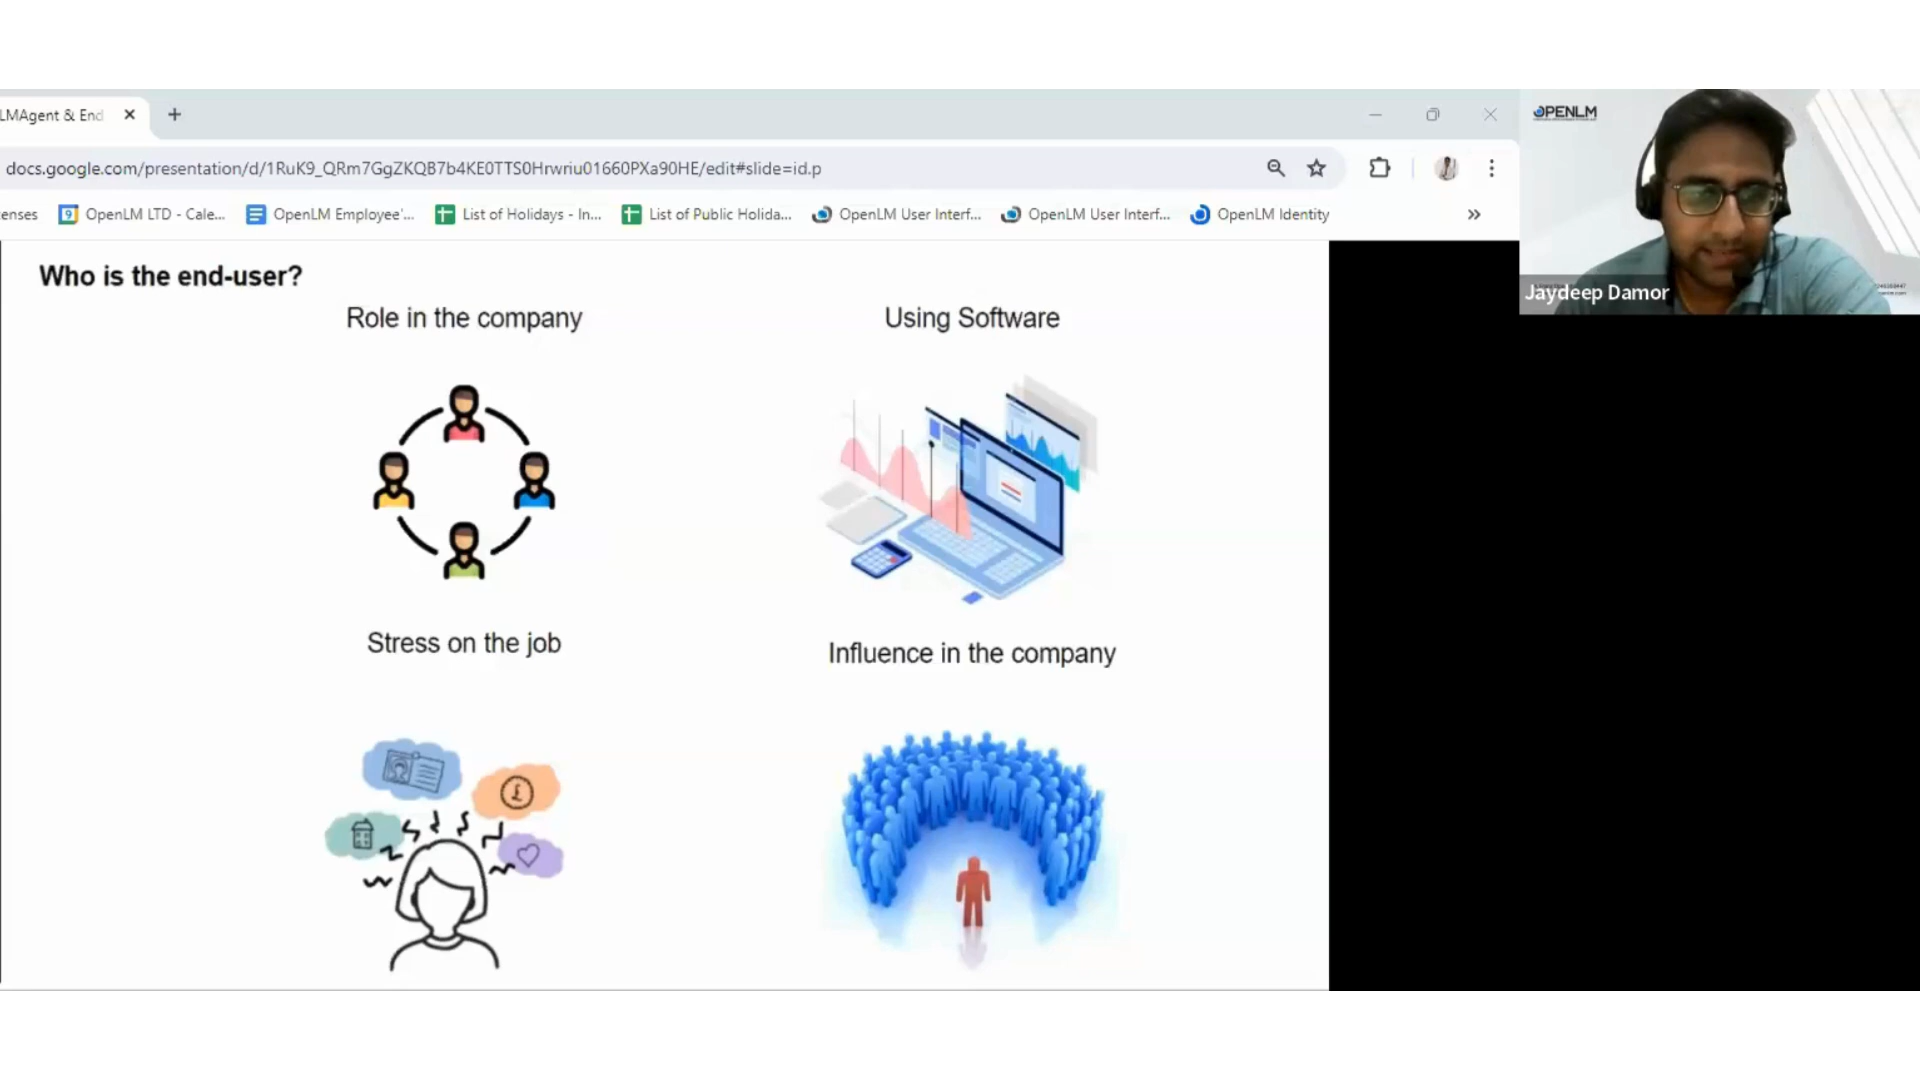 LMAgent & End
OPENLM
docs.google.com/presentation/d/1RuK9_QRm7GgZKQB7b4KE0TTS0Hrwriu01660PXa90HE/edit#slide=id.p
enses
9
OpenLM LTD - Cale...
OpenLM Employee'...
List of Holidays - In...
List of Public Holida...
OpenLM User Interf...
OpenLM User Interf...
OpenLM Identity
Jaydeep Damor
Who is the end-user?
Role in the company
Using Software
Stress on the job
Influence in the company